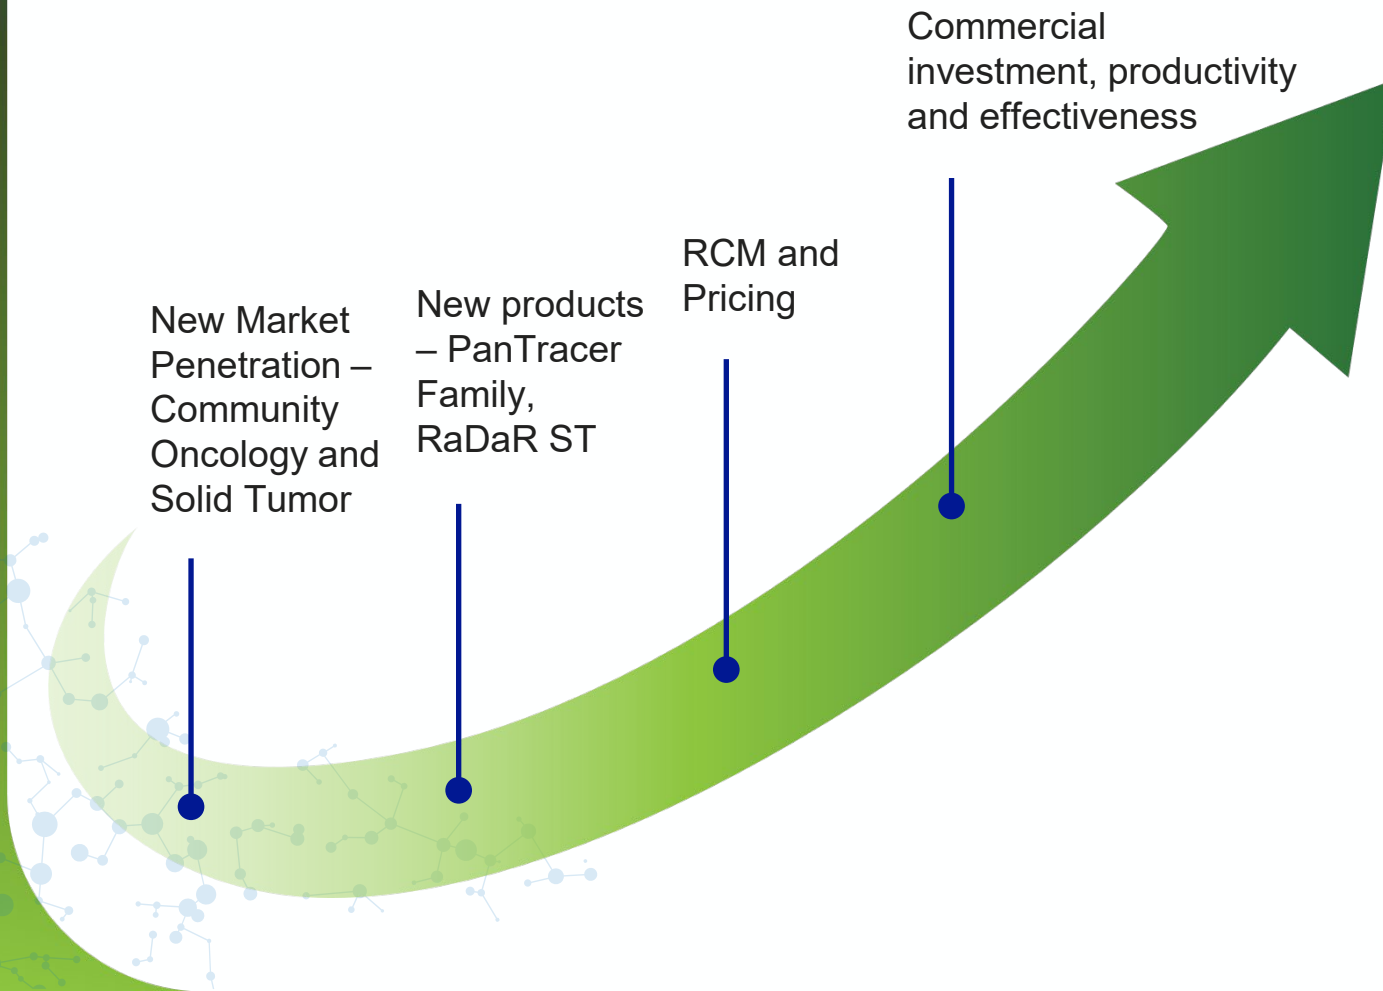 New Market
Penetration –
Community
Oncology and
Solid Tumor
New products
– PanTracer
Family,
RaDaR ST
RCM and
Pricing
Commercial
investment, productivity
and effectiveness